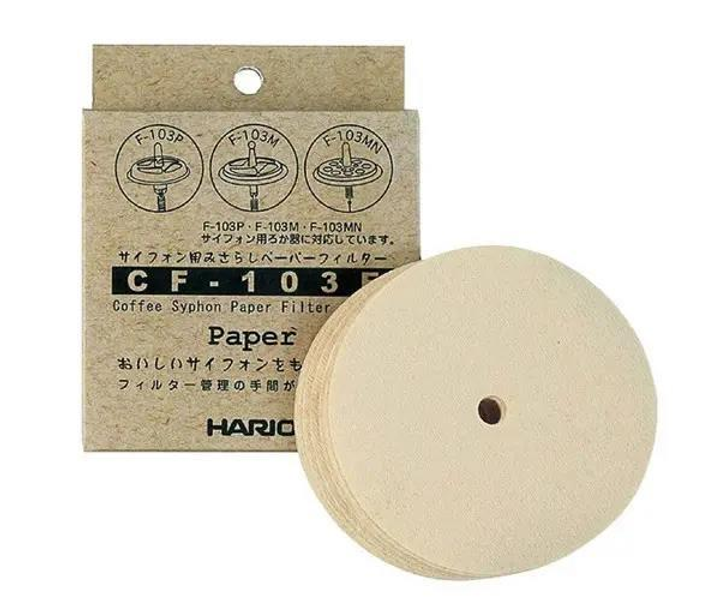 F-103P
F-103M
F-103MN
F-103P・F-103M・F-103MN
サイフォン用ろか器に対応しています。
サイフォン用みさらしペーパーフィルター
CF-103E
Coffee Syphon Paper Filter
Paper
おいしいサイフォンをも
フィルター管理の手間が
HARIO